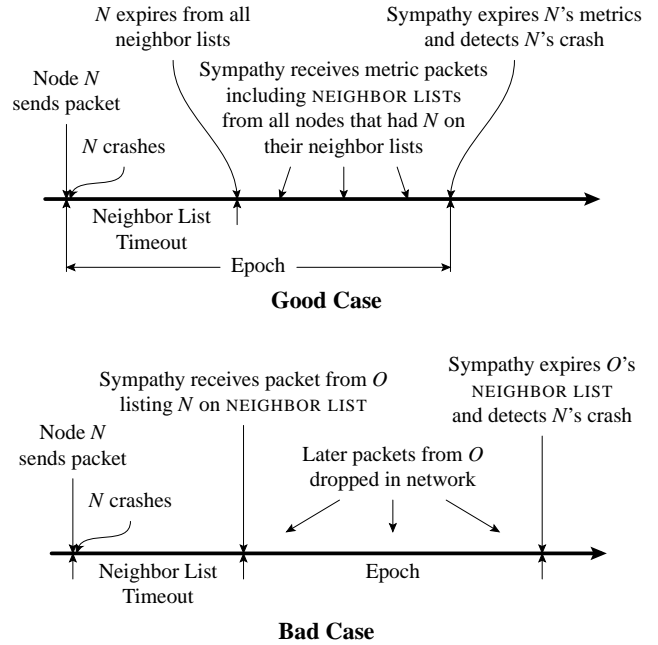 N expires from all
neighbor lists
Sympathy expires N's metrics
and detects N's crash
Node N
sends packet
Sympathy receives metric packets
including NEIGHBOR LISTs
from all nodes that had N on
their neighbor lists
N crashes
Neighbor List
Timeout
Epoch
Good Case
Sympathy receives packet from O
listing N on NEIGHBOR LIST
Sympathy expires O's
NEIGHBOR LIST
and detects N's crash
Node N
sends packet
Later packets from O
dropped in network
N crashes
Neighbor List
Timeout
Epoch
Bad Case